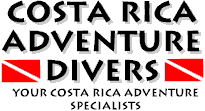 COSTA RICA
ADVENTURE
DIVERS
YOUR COSTA RICA ADVENTURE
SPECIALISTS